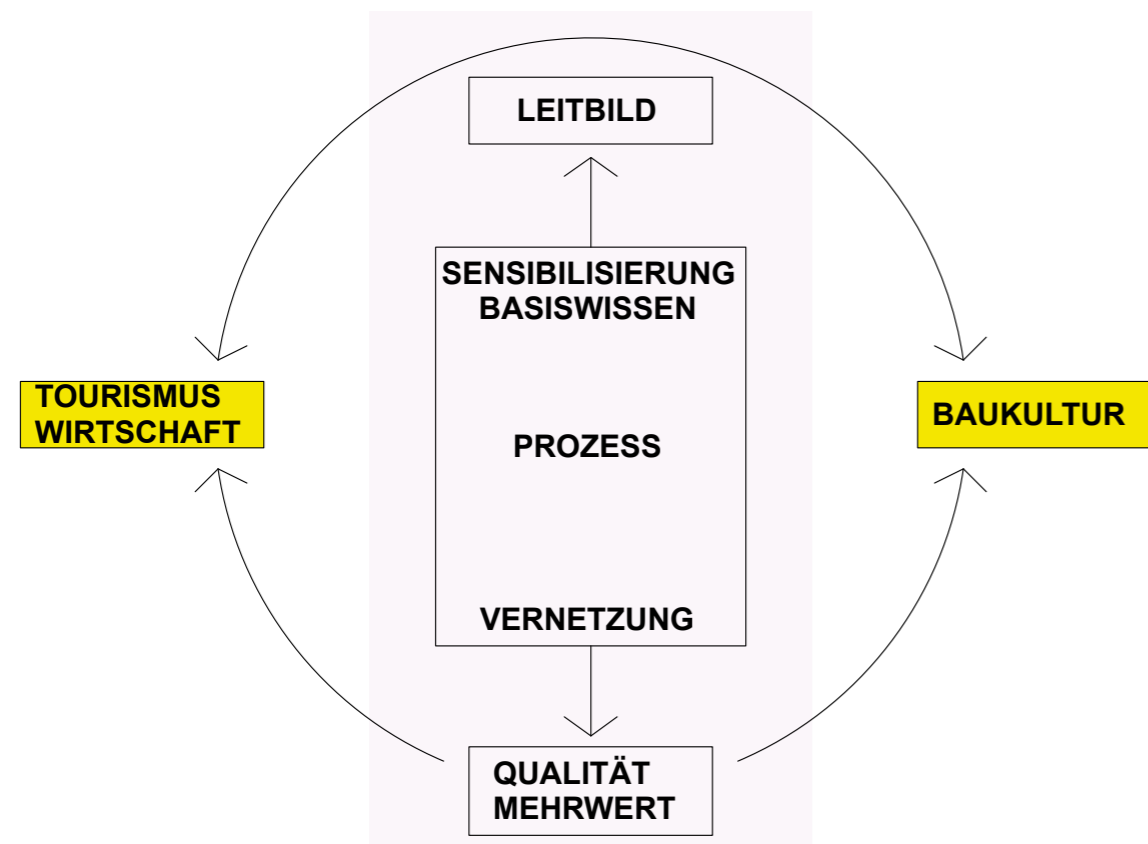 LEITBILD
SENSIBILISIERUNG
BASISWISSEN
TOURISMUS
WIRTSCHAFT
PROZESS
BAUKULTUR
VERNETZUNG
QUALITÄT
MEHRWERT